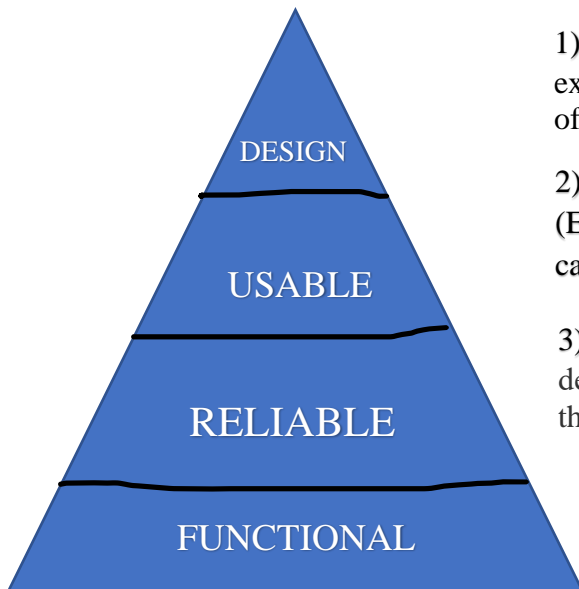 DESIGN
USABLE
RELIABLE
FUNCTIONAL
1)
ex
of
2)
(E
ca
3)
de
th